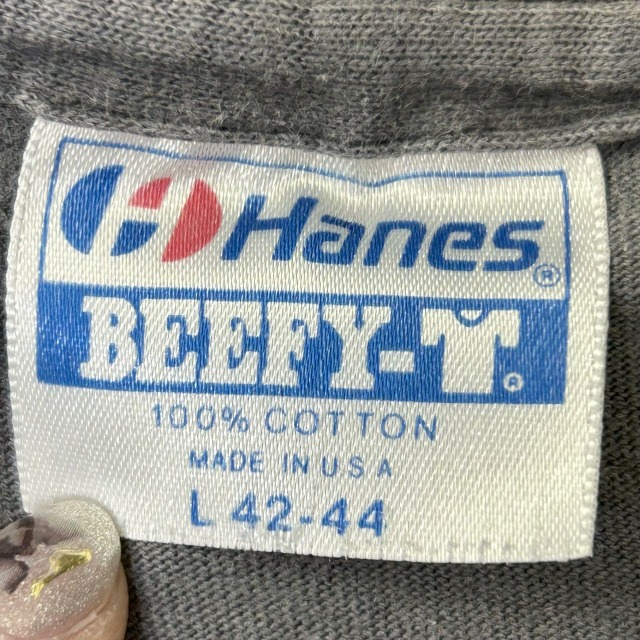 H Hanes®
BEEFY-T®
100% COTTON
MADE IN U S A
L 42-44